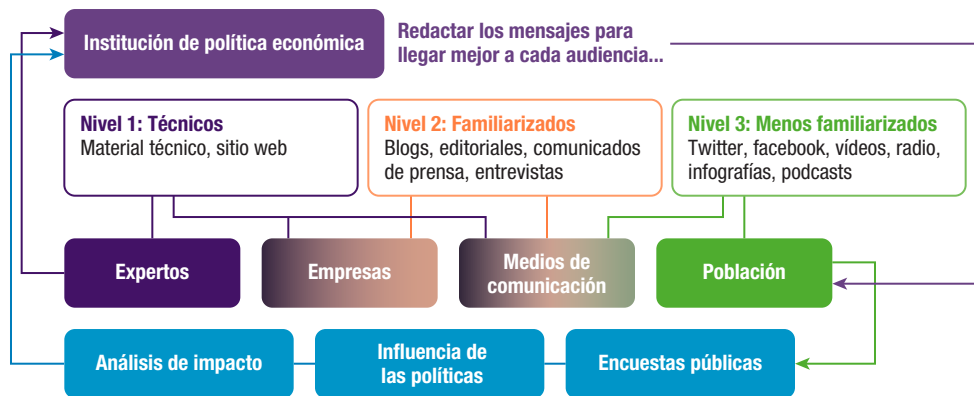 Institución de política económica
Redactar los mensajes para
llegar mejor a cada audiencia...
Nivel 1: Técnicos
Material técnico, sitio web
Nivel 2: Familiarizados
Blogs, editoriales, comunicados
de prensa, entrevistas
Nivel 3: Menos familiarizados
Twitter, facebook, vídeos, radio,
infografías, podcasts
Expertos
Empresas
Medios de
comunicación
Población
Análisis de impacto
Influencia de
las políticas
Encuestas públicas